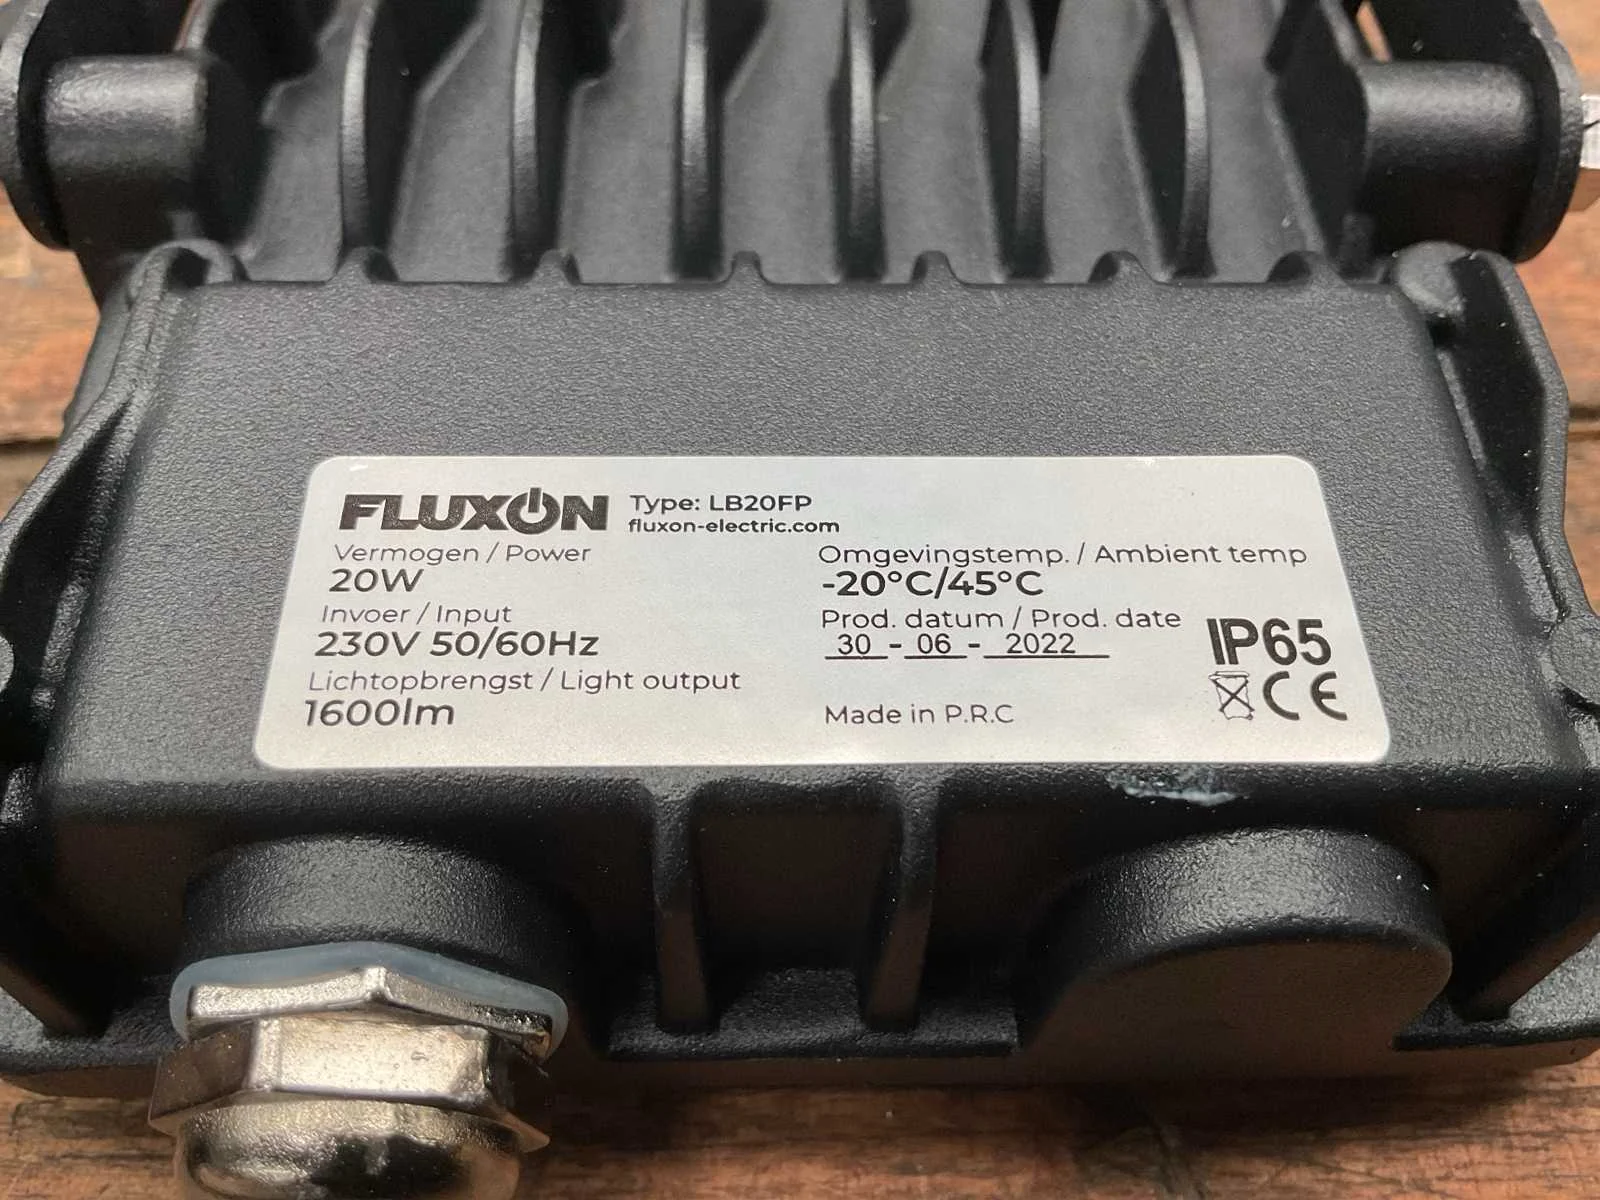 FLUXON
Type: LB20FP
fluxon-electric.com
Vermogen / Power
20W
Invoer / Input
230V 50/60Hz
Lichtopbrengst / Light output
1600lm
Omgevingstemp. / Ambient temp
-20°C/45°C
Prod. datum / Prod. date
30 - 06 - 2022
Made in P.R.C
IP65
CE